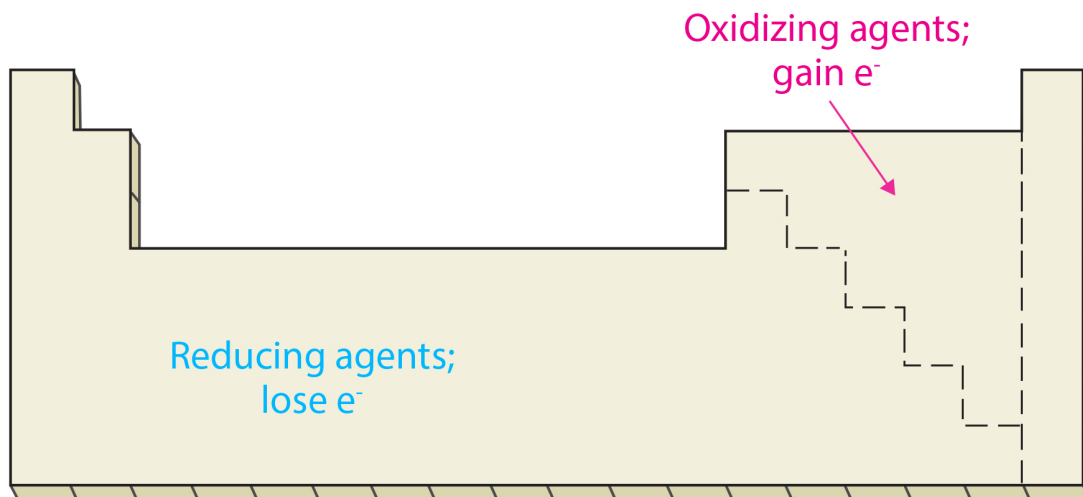 Oxidizing agents;
gain e⁻
Reducing agents;
lose e⁻